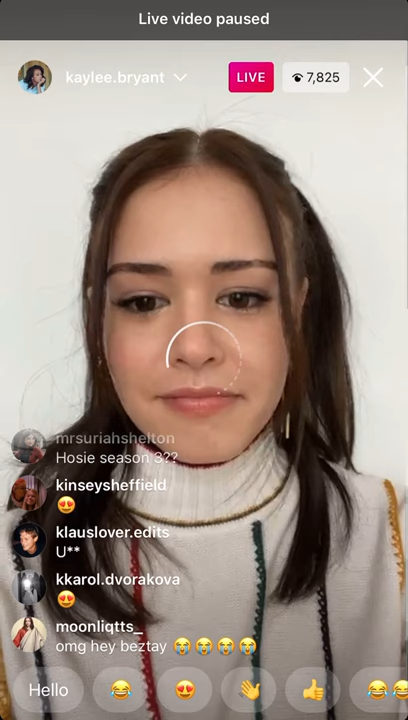 Live video paused
kaylee.bryant
LIVE
7,825
mrsuriahshelton
Hosie season 3??
kinseysheffield
😍
klauslover.edits
U**
kkarol.dvorakova
😍
moonliqtts_
omg hey beztay 😭😭😭😭
Hello 😂 😍 👋 👍 😂😂